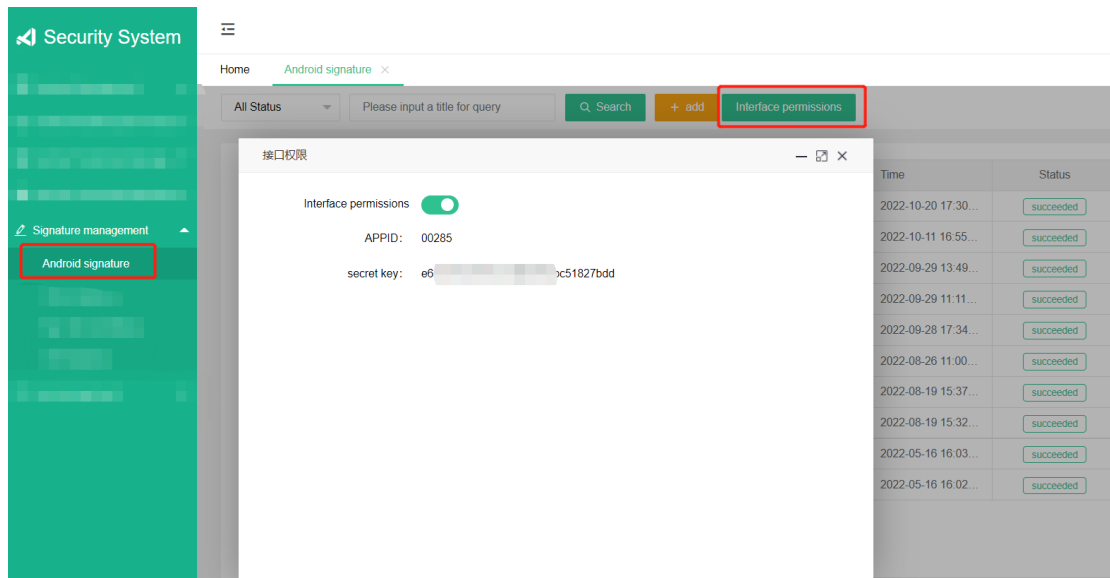 Security System
Home
Android signature
All Status
Please input a title for query
Search
+ add
Interface permissions
接口权限
Interface permissions
APPID: 00285
secret key: e6 c51827bdd
Signature management
Android signature
Time Status
2022-10-20 17:30... succeeded
2022-10-11 16:55... succeeded
2022-09-29 13:49... succeeded
2022-09-29 11:11... succeeded
2022-09-28 17:34... succeeded
2022-08-26 11:00... succeeded
2022-08-19 15:37... succeeded
2022-08-19 15:32... succeeded
2022-05-16 16:03... succeeded
2022-05-16 16:02... succeeded